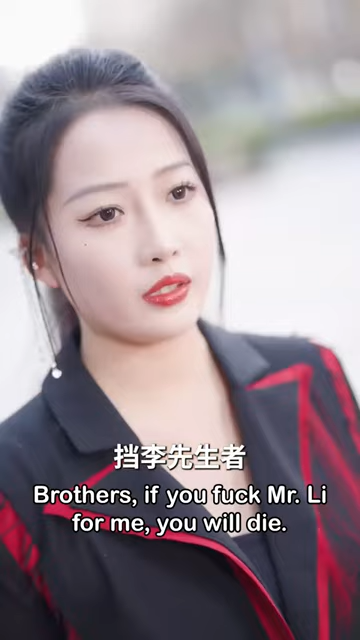 挡李先生者
Brothers, if you fuck Mr. Li
for me, you will die.